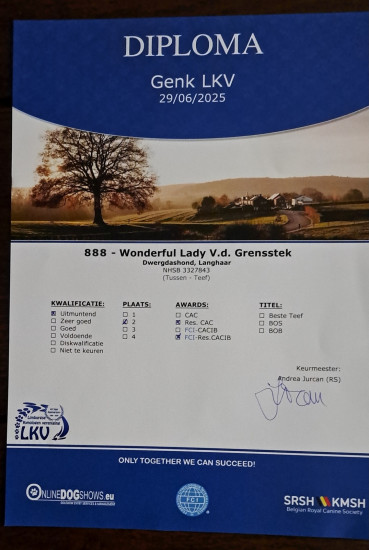 DIPLOMA
Genk LKV
29/06/2025
888 - Wonderful Lady V.d. Grensstek
Dwergdashond, Langhaar
NHSB 3327843
(Tussen - Teef)
KWALIFICATIE: PLAATS: AWARDS: TITEL:
Uitmuntend 1 CAC Beste Teef
Zeer goed 2 Res. CAC BOS
Goed 3 FCI-CACIB BOB
Voldoende 4 FCI-Res.CACIB
Diskwalificatie
Niet te keuren
Keurmeester:
Andrea Jurcan (RS)
LKV
ONLY TOGETHER WE CAN SUCCEED!
ONLINEDOGSHOWS.eu
FCI
SRSH KMSH
Belgian Royal Canine Society